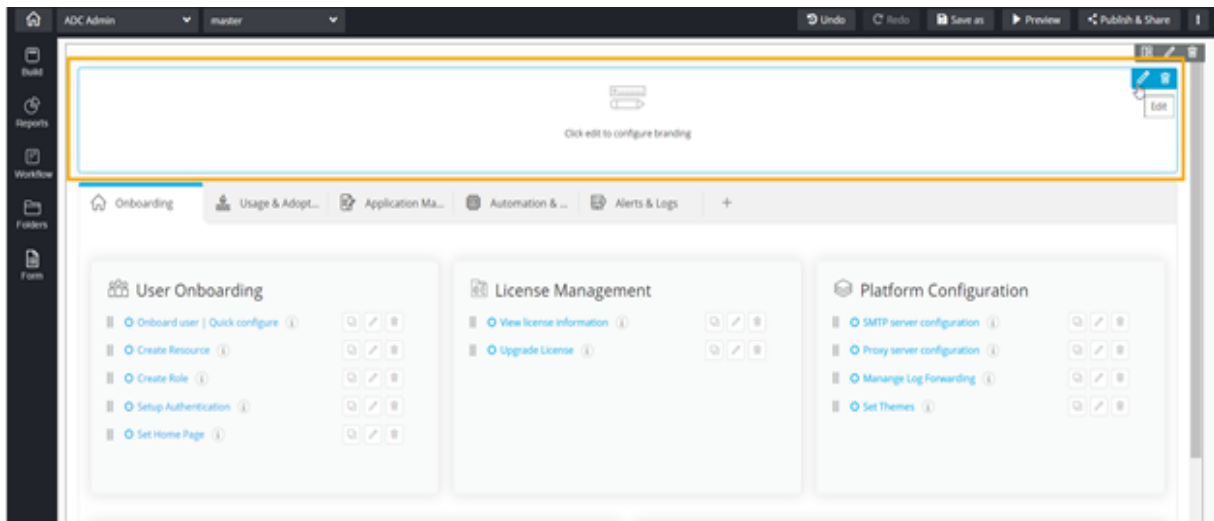 ADC Admin master Undo Redo Save as Preview Publish & Share
Build
Reports
Workflow
Folders
Form
Edit
Click edit to configure branding
Onboarding Usage & Adopt... Application Ma... Automation & ... Alerts & Logs +
User Onboarding
Onboard user | Quick configure
Create Resource
Create Role
Setup Authentication
Set Home Page
License Management
View license information
Upgrade License
Platform Configuration
SMTP server configuration
Proxy server configuration
Manange Log Forwarding
Set Themes